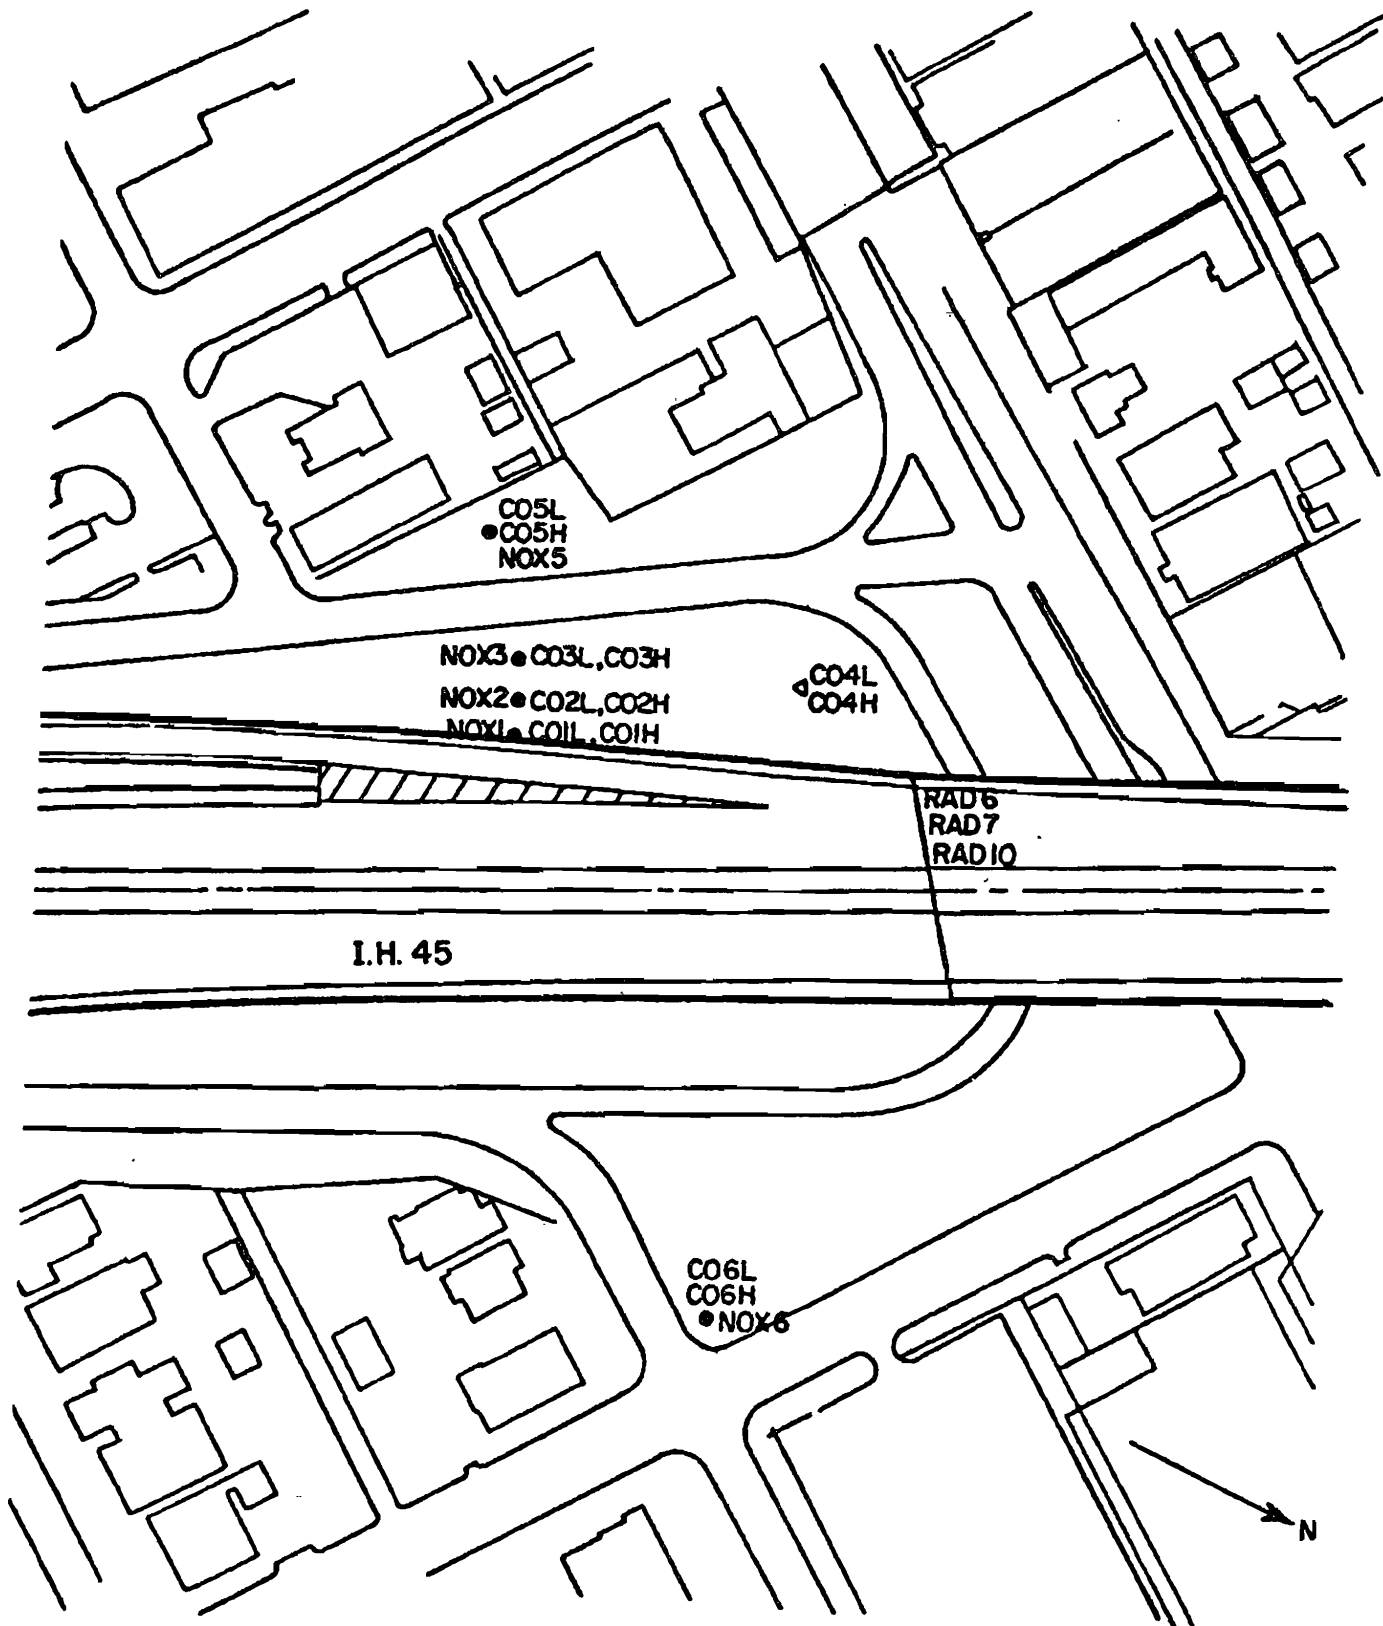 CO5L
CO5H
NOX5
NOX3 CO3L,CO3H
NOX2 CO2L,CO2H
NOX1 CO1L,CO1H
CO4L
CO4H
RAD6
RAD7
RAD10
I.H. 45
CO6L
CO6H
NOX6
N